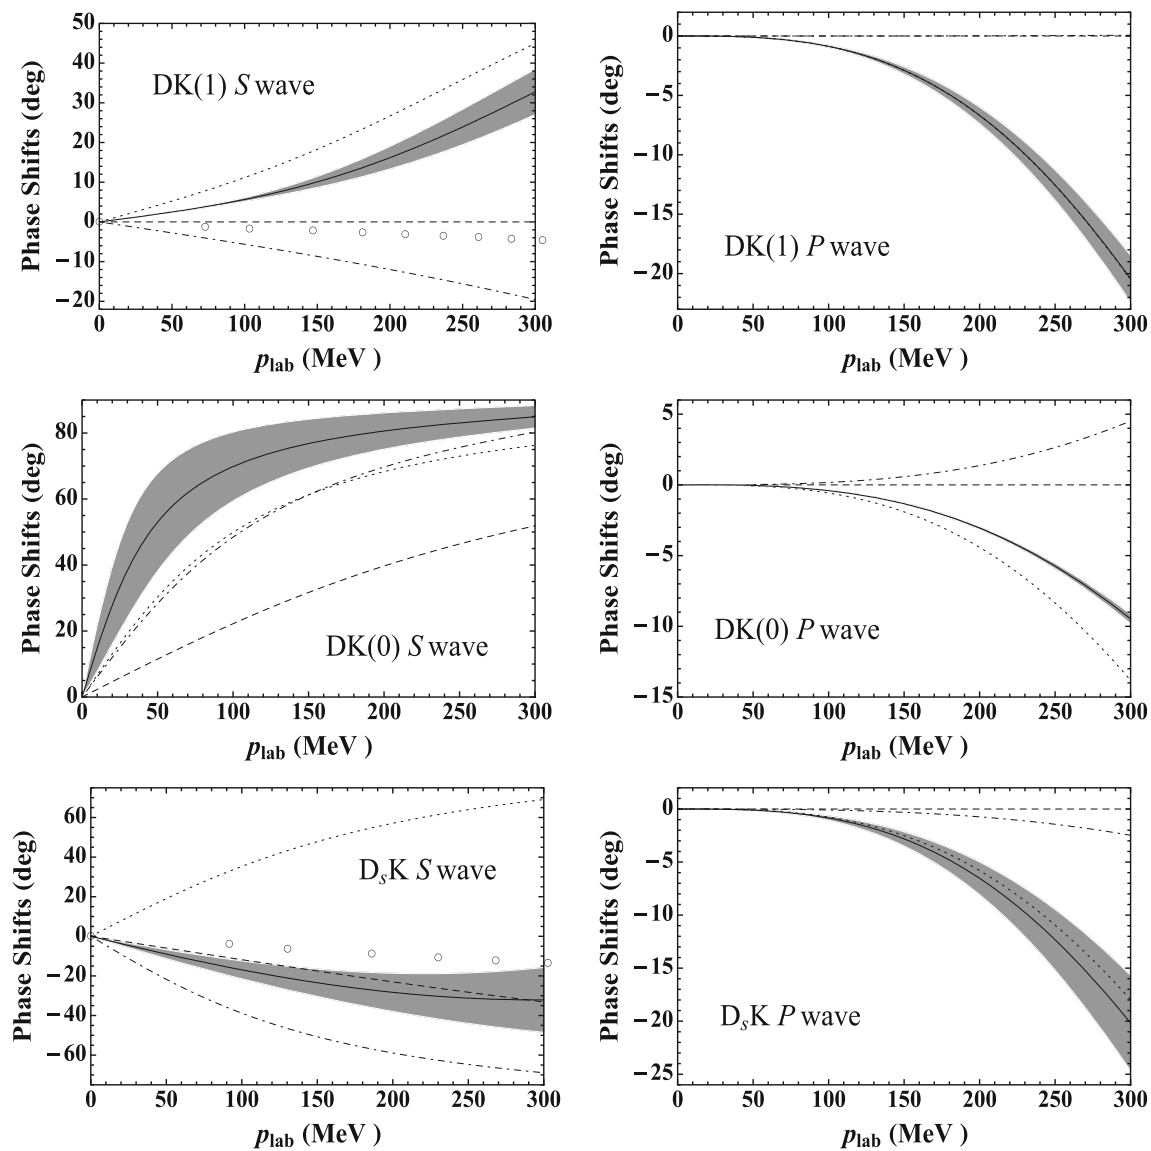 50
40
30
20
10
0
−10
−20
Phase Shifts (deg)
DK(1) S wave
0 50 100 150 200 250 300
p_lab (MeV )
0
−5
−10
−15
−20
Phase Shifts (deg)
DK(1) P wave
0 50 100 150 200 250 300
p_lab (MeV )
80
60
40
20
0
Phase Shifts (deg)
DK(0) S wave
0 50 100 150 200 250 300
p_lab (MeV )
5
0
−5
−10
−15
Phase Shifts (deg)
DK(0) P wave
0 50 100 150 200 250 300
p_lab (MeV )
60
40
20
0
−20
−40
−60
Phase Shifts (deg)
D_sK S wave
0 50 100 150 200 250 300
p_lab (MeV )
0
−5
−10
−15
−20
−25
Phase Shifts (deg)
D_sK P wave
0 50 100 150 200 250 300
p_lab (MeV )